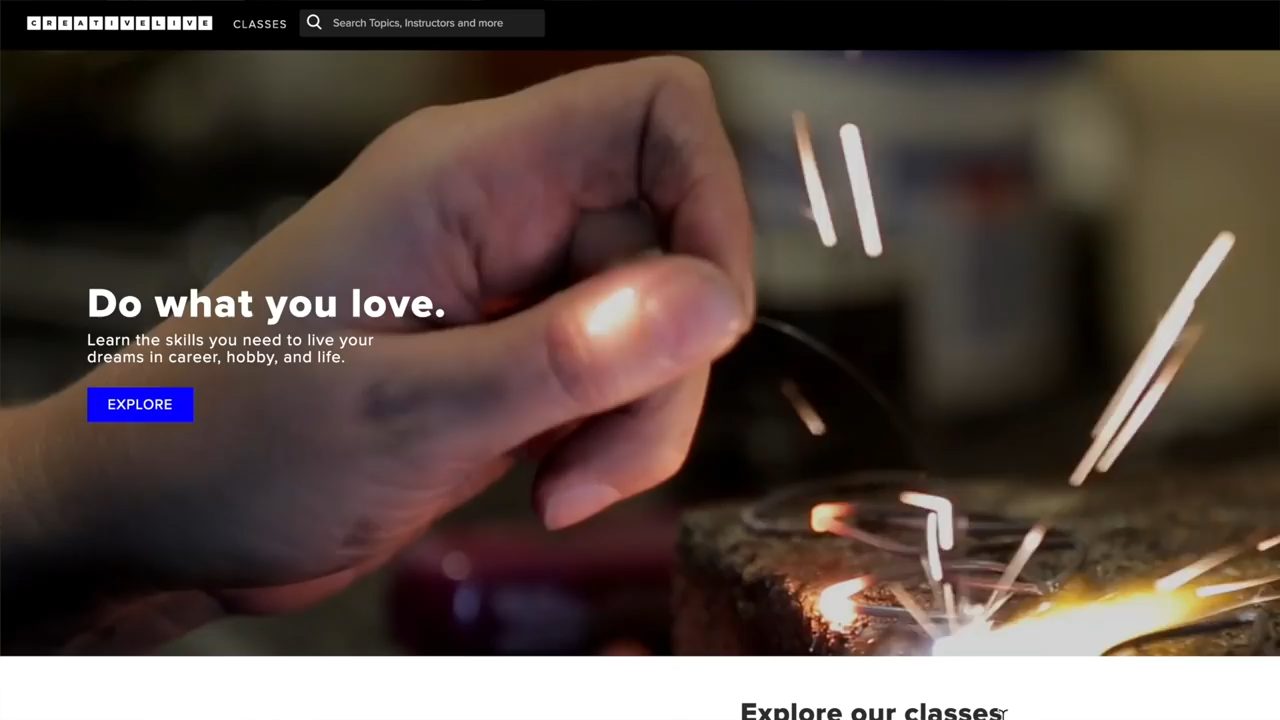 CREATIVELIVE
CLASSES
Search Topics, Instructors and more
Do what you love.
Learn the skills you need to live your
dreams in career, hobby, and life.
EXPLORE
Explore our classes